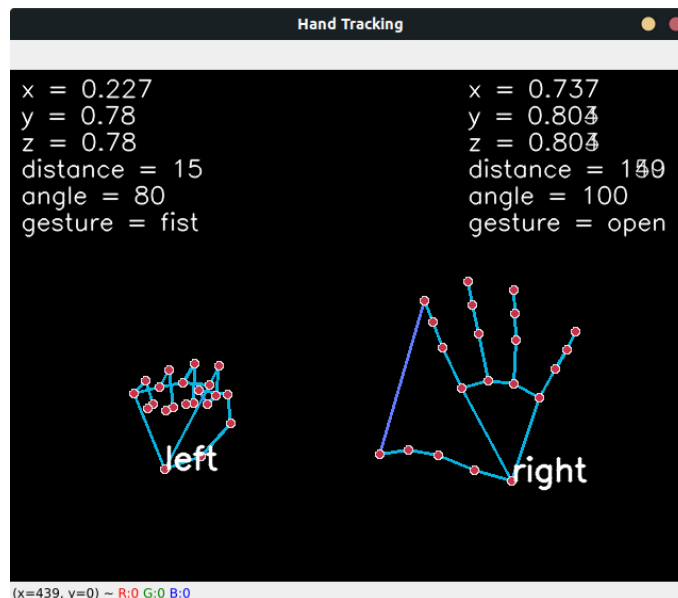 Hand Tracking
x = 0.227
y = 0.78
z = 0.78
distance = 15
angle = 80
gesture = fist
x = 0.737
y =
z =
distance =
angle = 100
gesture = open
left
right
(x=439, y=0) ~ R:0 G:0 B:0